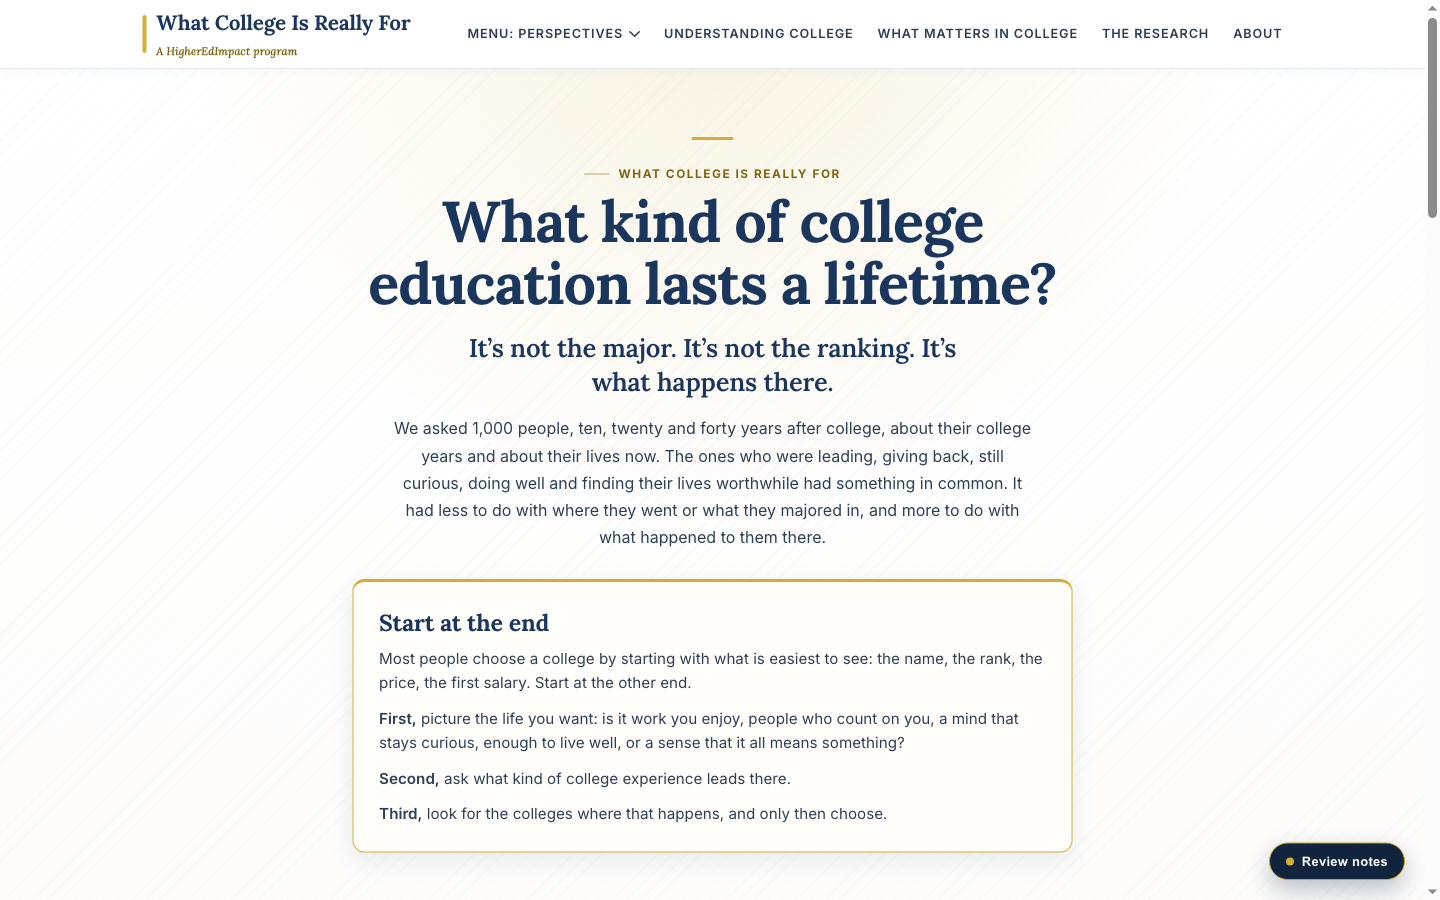 What College Is Really For
A HigherEdImpact program
MENU: PERSPECTIVES
UNDERSTANDING COLLEGE
WHAT MATTERS IN COLLEGE
THE RESEARCH
ABOUT
WHAT COLLEGE IS REALLY FOR
What kind of college
education lasts a lifetime?
It’s not the major. It’s not the ranking. It’s
what happens there.
We asked 1,000 people, ten, twenty and forty years after college, about their college
years and about their lives now. The ones who were leading, giving back, still
curious, doing well and finding their lives worthwhile had something in common. It
had less to do with where they went or what they majored in, and more to do with
what happened to them there.
Start at the end
Most people choose a college by starting with what is easiest to see: the name, the rank, the
price, the first salary. Start at the other end.
First, picture the life you want: is it work you enjoy, people who count on you, a mind that
stays curious, enough to live well, or a sense that it all means something?
Second, ask what kind of college experience leads there.
Third, look for the colleges where that happens, and only then choose.
Review notes